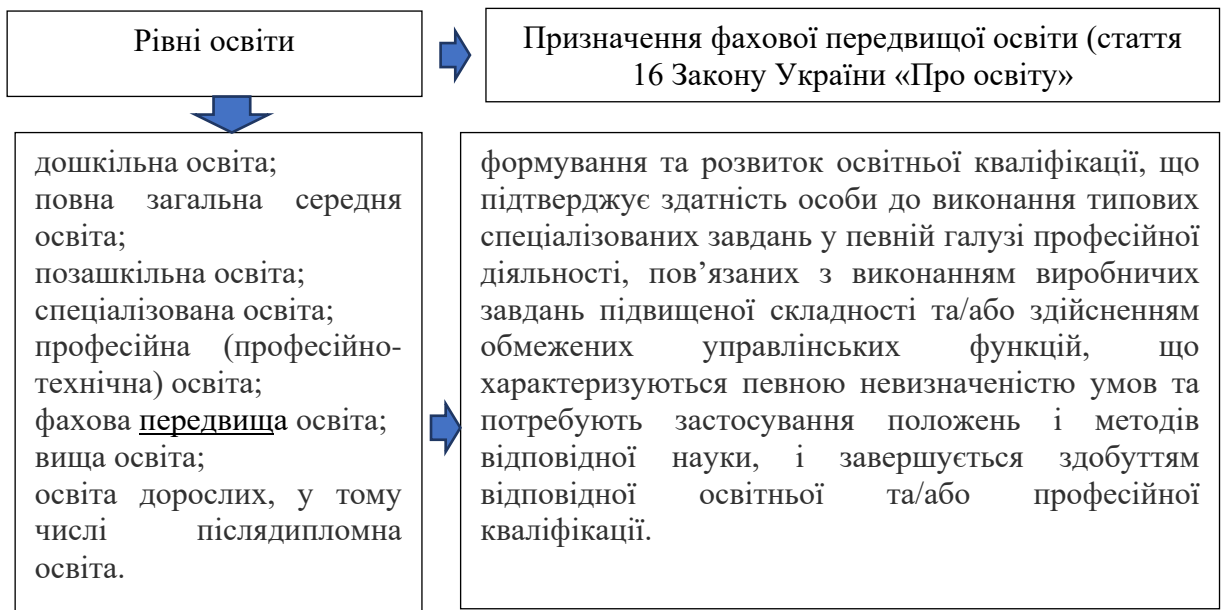 Рівні освіти
Призначення фахової передвищої освіти (стаття
16 Закону України «Про освіту»
дошкільна освіта;
повна загальна середня
освіта;
позашкільна освіта;
спеціалізована освіта;
професійна (професійно-
технічна) освіта;
фахова передвища освіта;
вища освіта;
освіта дорослих, у тому
числі післядипломна
освіта.
формування та розвиток освітньої кваліфікації, що
підтверджує здатність особи до виконання типових
спеціалізованих завдань у певній галузі професійної
діяльності, пов’язаних з виконанням виробничих
завдань підвищеної складності та/або здійсненням
обмежених управлінських функцій, що
характеризуються певною невизначеністю умов та
потребують застосування положень і методів
відповідної науки, і завершується здобуттям
відповідної освітньої та/або професійної
кваліфікації.